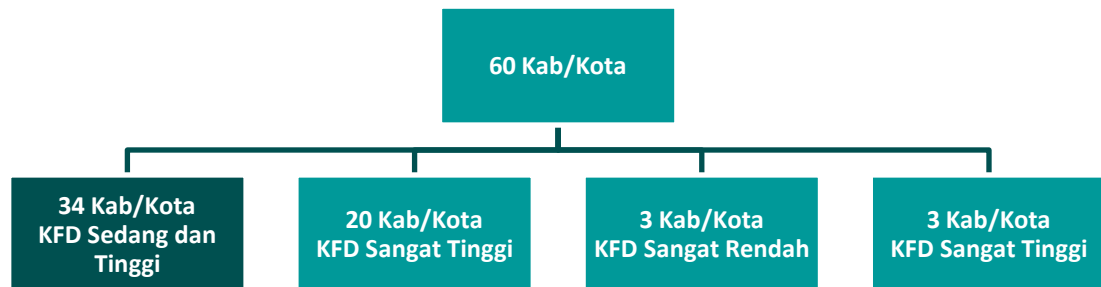 60 Kab/Kota
34 Kab/Kota
KFD Sedang dan
Tinggi
20 Kab/Kota
KFD Sangat Tinggi
3 Kab/Kota
KFD Sangat Rendah
3 Kab/Kota
KFD Sangat Tinggi